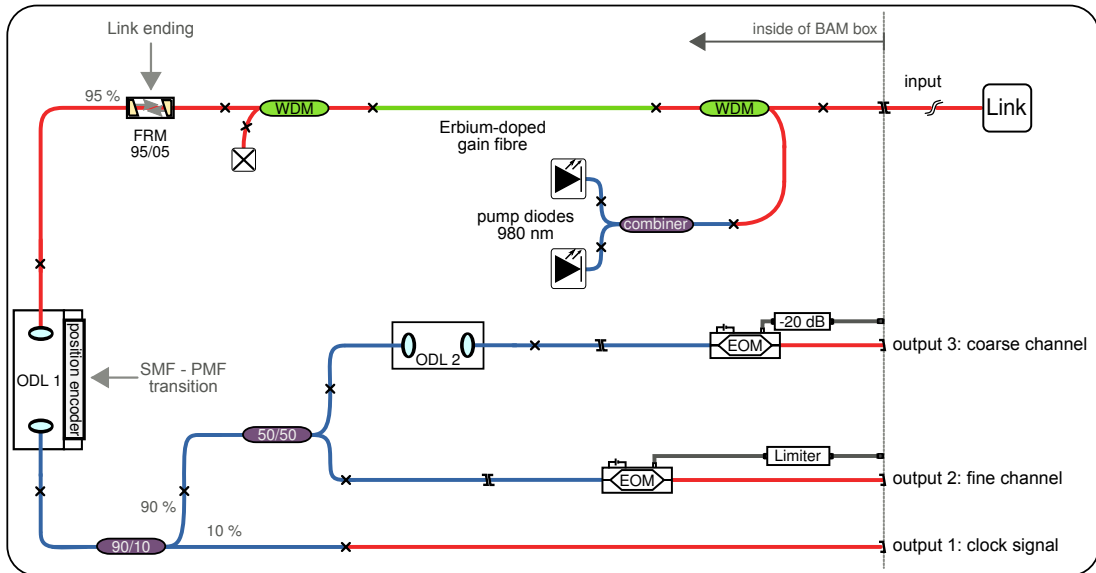 Link ending
inside of BAM box
95 %
WDM
WDM
input
Link
FRM
95/05
Erbium-doped
gain fibre
pump diodes
980 nm
combiner
position encoder
ODL 1
SMF - PMF
transition
ODL 2
-20 dB
EOM
output 3: coarse channel
50/50
Limiter
EOM
output 2: fine channel
90 %
10 %
90/10
output 1: clock signal